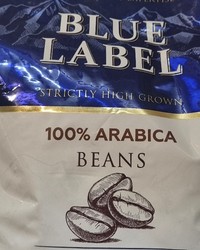 BLUE
LABEL
STRICTLY HIGH GROWN
100% ARABICA
BEANS